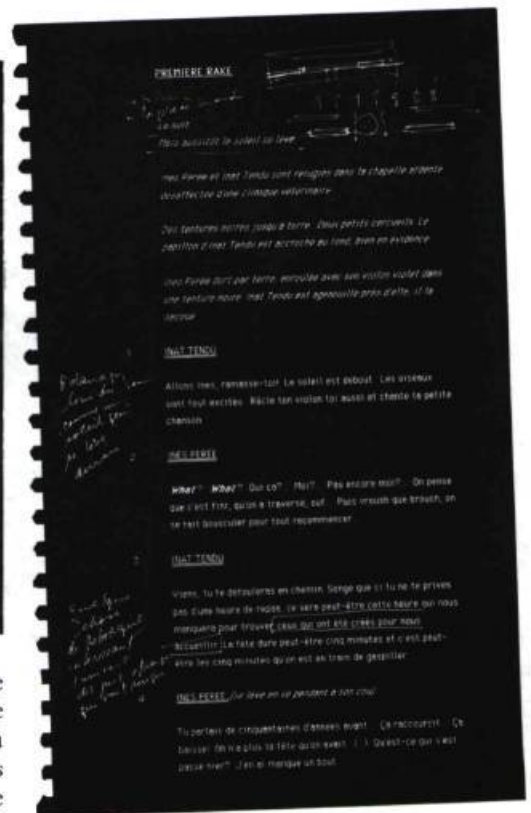 PREMIERE RAKE
La nuit
Mais aussitôt le soleil se lève
Inès Pérée et Inat Tendu sont réfugiés dans la chapelle ardente
désaffectée d'une clinique vétérinaire
Des tentures noires jusqu'à terre. Deux petits cercueils. Le
papillon d'Inat Tendu est accroché au fond, bien en évidence
Inès Pérée dort par terre, enroulée avec son violon violet dans
une tenture noire. Inat Tendu est agenouillé près d'elle, il la
secoue
INAT TENDU
Allons Inès, ramasse-toi! Le soleil est debout. Les oiseaux
sont tout excités. Râcle ton violon toi aussi et chante ta petite
chanson
INES PEREE
What? What? Qui ça? Moi? Pas encore moi? On pense
que c'est fini, qu'on a traversé, ouf. Puis vroush que broush, on
se fait bousculer pour tout recommencer
INAT TENDU
Viens, tu te défouleras en chemin. Songe que si tu ne te prives
pas d'une heure de repos, ce sera peut-être cette heure qui nous
manquera pour trouver ceux qui ont été créés pour nous
accueillir. La fête dure peut-être cinq minutes et c'est peut-
être les cinq minutes qu'on est en train de gaspiller
INES PEREE (se lève en se pendant à son cou)
Tu parlais de cinquantaines d'années avant. Ça raccourcit. Ça
baisse! On n'a plus la tête qu'on avait. ( ) Qu'est-ce qui s'est
passé hier? J'en ai manqué un bout
e
e
a
s
e